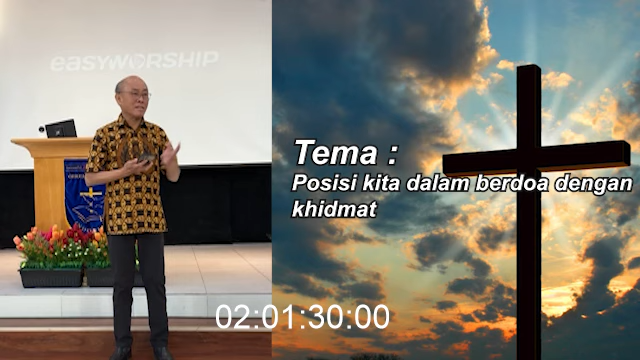 easyWORSHIP
Tema :
Posisi kita dalam berdoa dengan
khidmat
02:01:30:00